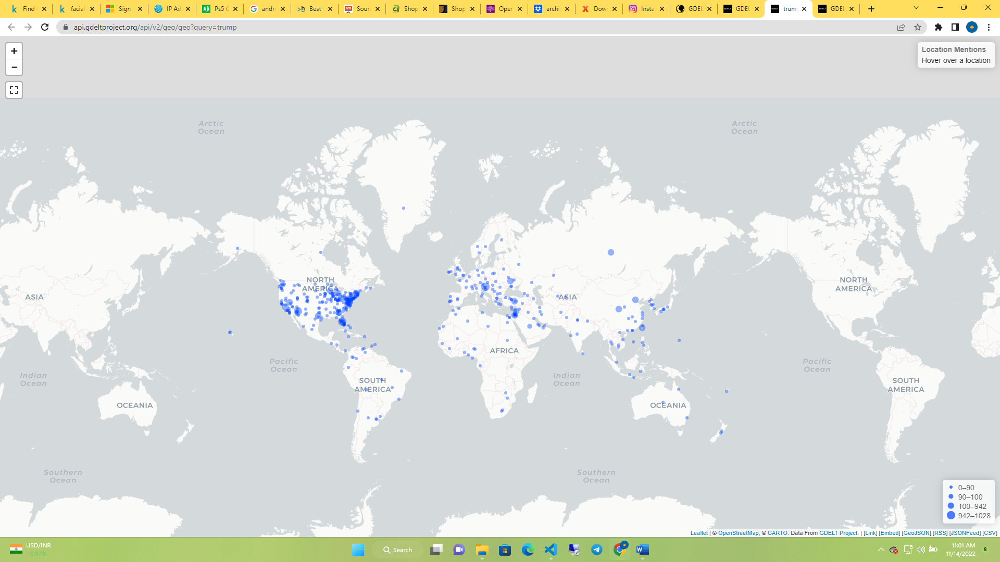 Find
facial
Sign
IP Ad
Ps5
andr
Best
Sour
Shop
Shop
Oper
archi
Dow
Insta
GDEL
GDEL
trum
GDEL
api.gdeltproject.org/api/v2/geo/geo?query=trump
+
−
Location Mentions
Hover over a location
Arctic
Ocean
Arctic
Ocean
NORTH
AMERICA
NORTH
AMERICA
ASIA
ASIA
AFRICA
Pacific
Ocean
Pacific
Ocean
Indian
Ocean
Indian
Ocean
SOUTH
AMERICA
SOUTH
AMERICA
OCEANIA
OCEANIA
Southern
Ocean
Southern
Ocean
0–90
90–100
100–942
942–1028
Leaflet | © OpenStreetMap, © CARTO. Data From GDELT Project. | [Link] [Embed] [GeoJSON] [RSS] [JSONFeed] [CSV]
USD/INR
+0.97%
Search
11:01 AM
11/14/2022
8